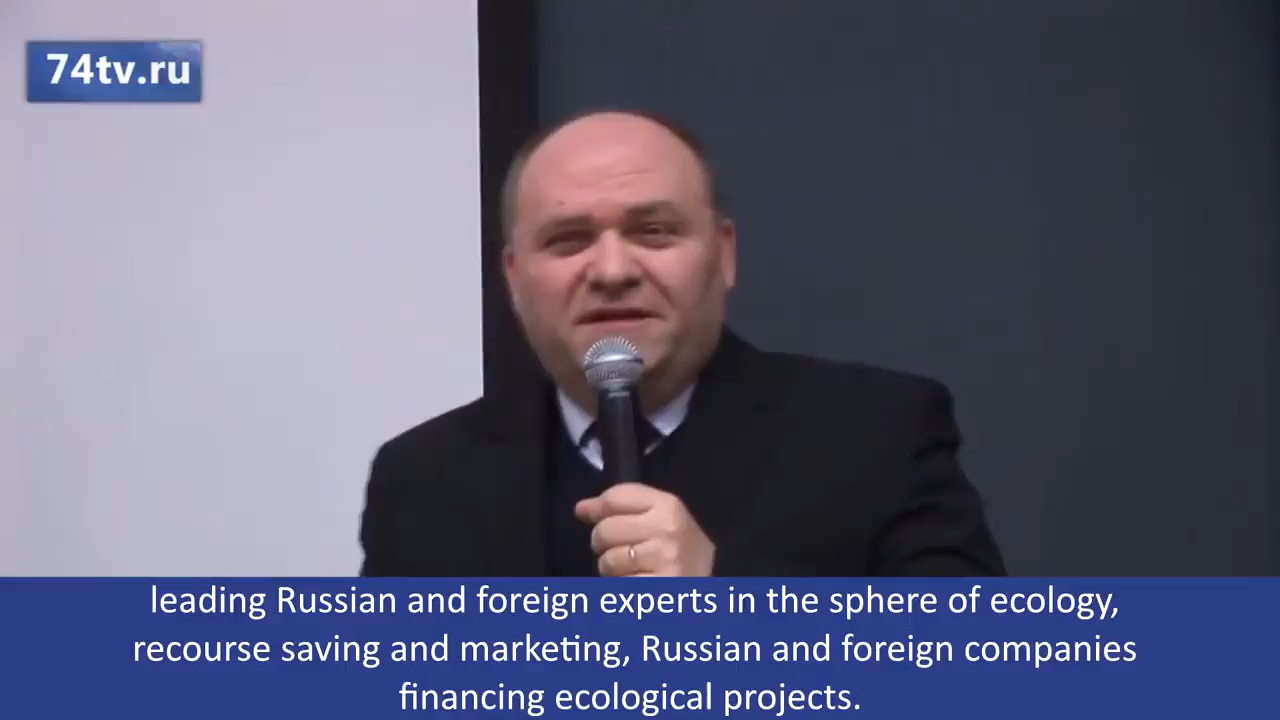 74tv.ru
leading Russian and foreign experts in the sphere of ecology,
recourse saving and marketing, Russian and foreign companies
financing ecological projects.